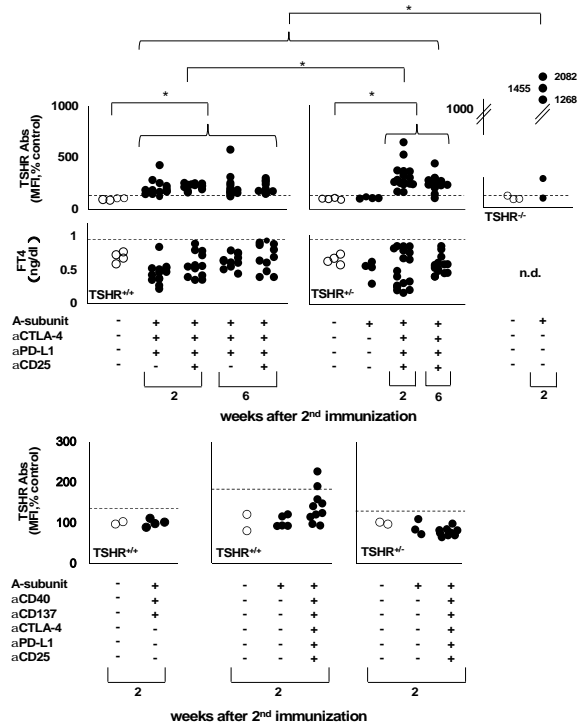 *
*
*
*
*
2082
1455
1268
1000
1000
500
0
TSHR Abs
(MFI,% control)
TSHR-/-
1
0.5
0
FT4
(ng/dl)
TSHR+/+
TSHR+/-
n.d.
A-subunit - + + + + - + + + - +
aCTLA-4 - + + + + - - + + - -
aPD-L1 - + + + + - - + + - -
aCD25 - - + - + - - + + - -
2 6 2 6 2
weeks after 2nd immunization
300
200
100
0
TSHR Abs
(MFI,% control)
TSHR+/+
TSHR+/+
TSHR+/-
A-subunit - + - + + - + +
aCD40 - + - - + - - +
aCD137 - + - - + - - +
aCTLA-4 - - - - + - - +
aPD-L1 - - - - + - - +
aCD25 - - - - + - - +
2 2 2
weeks after 2nd immunization